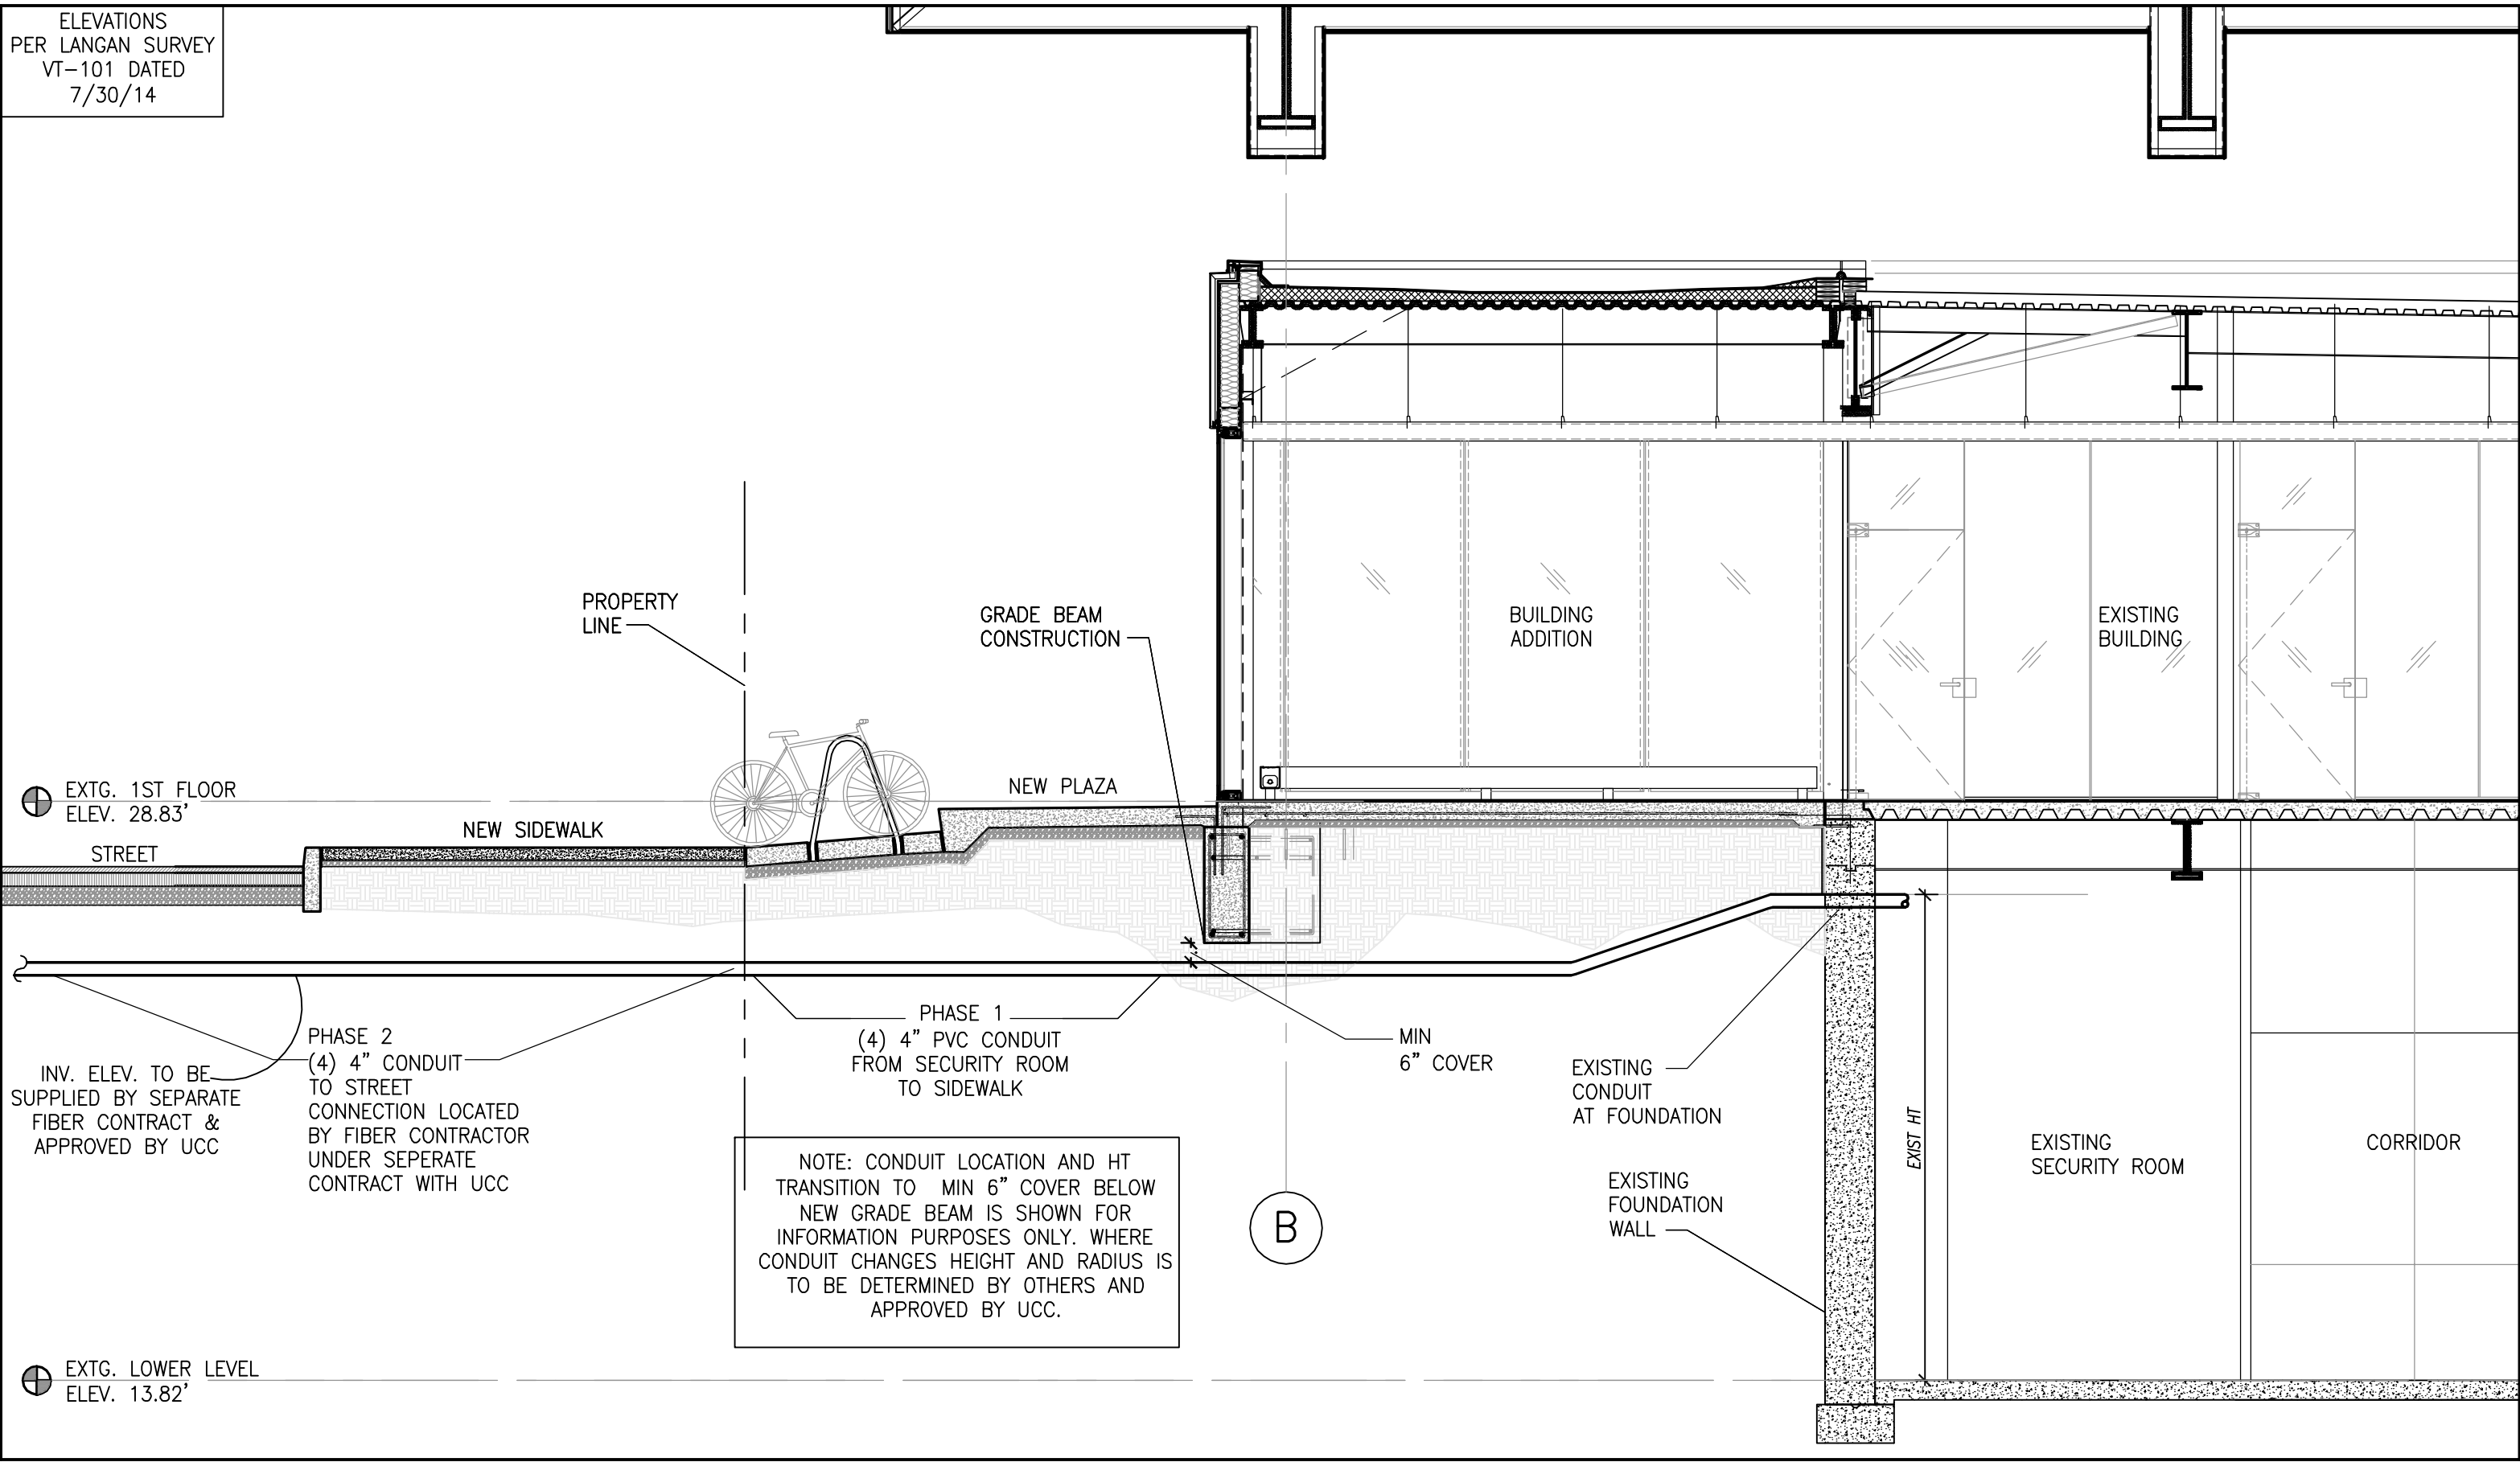 ELEVATIONS
PER LANGAN SURVEY
VT-101 DATED
7/30/14
PROPERTY
LINE
GRADE BEAM
CONSTRUCTION
BUILDING
ADDITION
EXISTING
BUILDING
EXTG. 1ST FLOOR
ELEV. 28.83'
NEW PLAZA
NEW SIDEWALK
STREET
PHASE 1
(4) 4" PVC CONDUIT
FROM SECURITY ROOM
TO SIDEWALK
PHASE 2
(4) 4" CONDUIT
TO STREET
CONNECTION LOCATED
BY FIBER CONTRACTOR
UNDER SEPERATE
CONTRACT WITH UCC
INV. ELEV. TO BE
SUPPLIED BY SEPARATE
FIBER CONTRACT &
APPROVED BY UCC
MIN
6" COVER
EXISTING
CONDUIT
AT FOUNDATION
EXIST HT
EXISTING
SECURITY ROOM
CORRIDOR
NOTE: CONDUIT LOCATION AND HT
TRANSITION TO MIN 6" COVER BELOW
NEW GRADE BEAM IS SHOWN FOR
INFORMATION PURPOSES ONLY. WHERE
CONDUIT CHANGES HEIGHT AND RADIUS IS
TO BE DETERMINED BY OTHERS AND
APPROVED BY UCC.
B
EXISTING
FOUNDATION
WALL
EXTG. LOWER LEVEL
ELEV. 13.82'